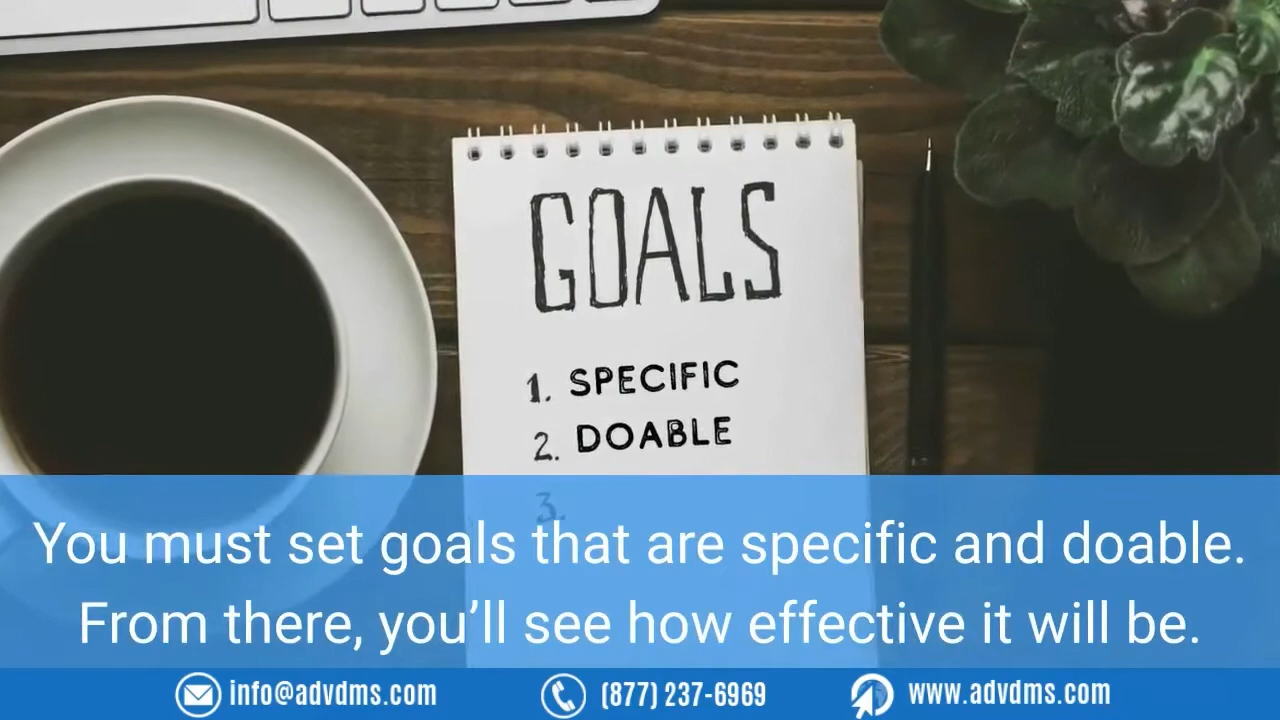 GOALS
1. SPECIFIC
2. DOABLE
3.
You must set goals that are specific and doable.
From there, you’ll see how effective it will be.
info@advdms.com (877) 237-6969 www.advdms.com